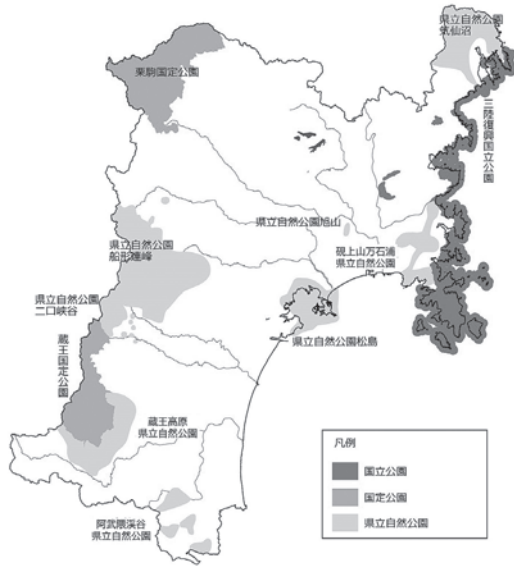 県立自然公園
気仙沼
栗駒国定公園
三陸復興国立公園
県立自然公園旭山
県立自然公園
船形連峰
硯上山万石浦
県立自然公園
県立自然公園
二口峡谷
県立自然公園松島
蔵王国定公園
蔵王高原
県立自然公園
阿武隈渓谷
県立自然公園
凡例
国立公園
国定公園
県立自然公園